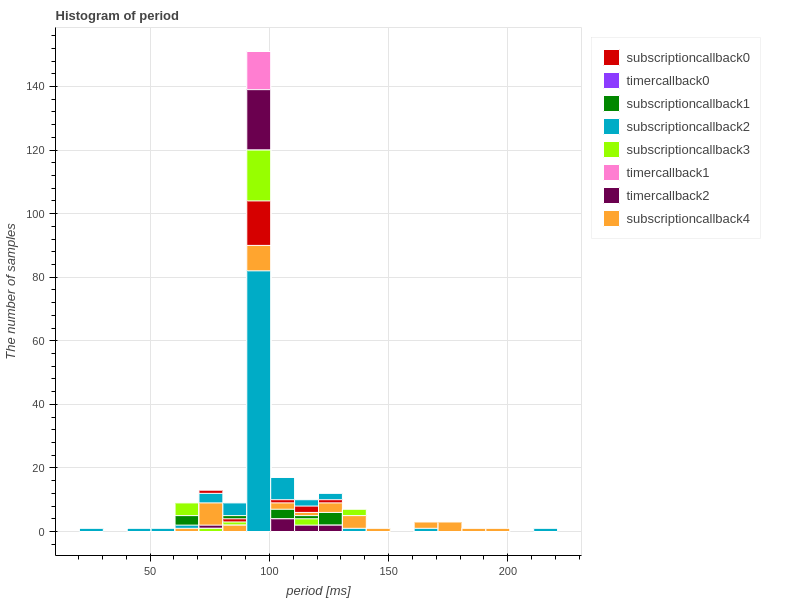 Histogram of period
The number of samples
140
120
100
80
60
40
20
0
50
100
150
200
period [ms]
subscriptioncallback0
timercallback0
subscriptioncallback1
subscriptioncallback2
subscriptioncallback3
timercallback1
timercallback2
subscriptioncallback4